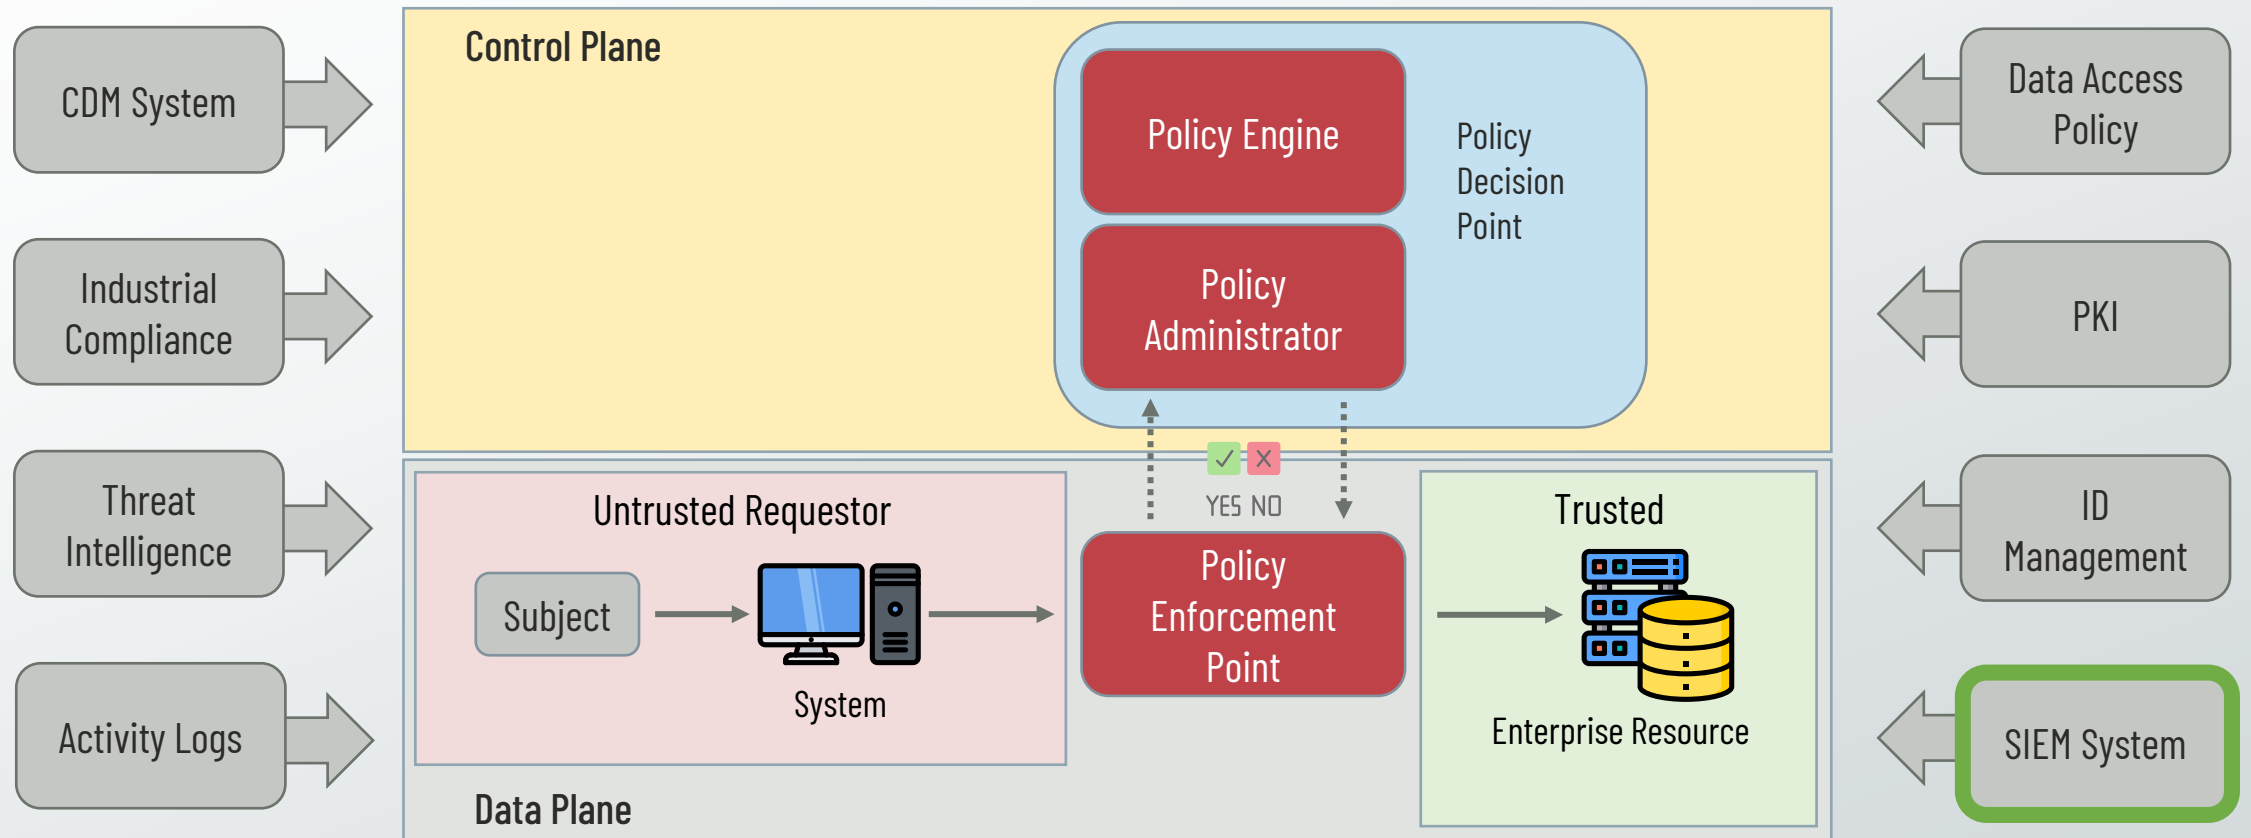 CDM System
Industrial
Compliance
Threat
Intelligence
Activity Logs
Control Plane
Policy Engine
Policy
Administrator
Policy
Decision
Point
YES NO
Untrusted Requestor
Subject
System
Policy
Enforcement
Point
Trusted
Enterprise Resource
Data Plane
Data Access
Policy
PKI
ID
Management
SIEM System